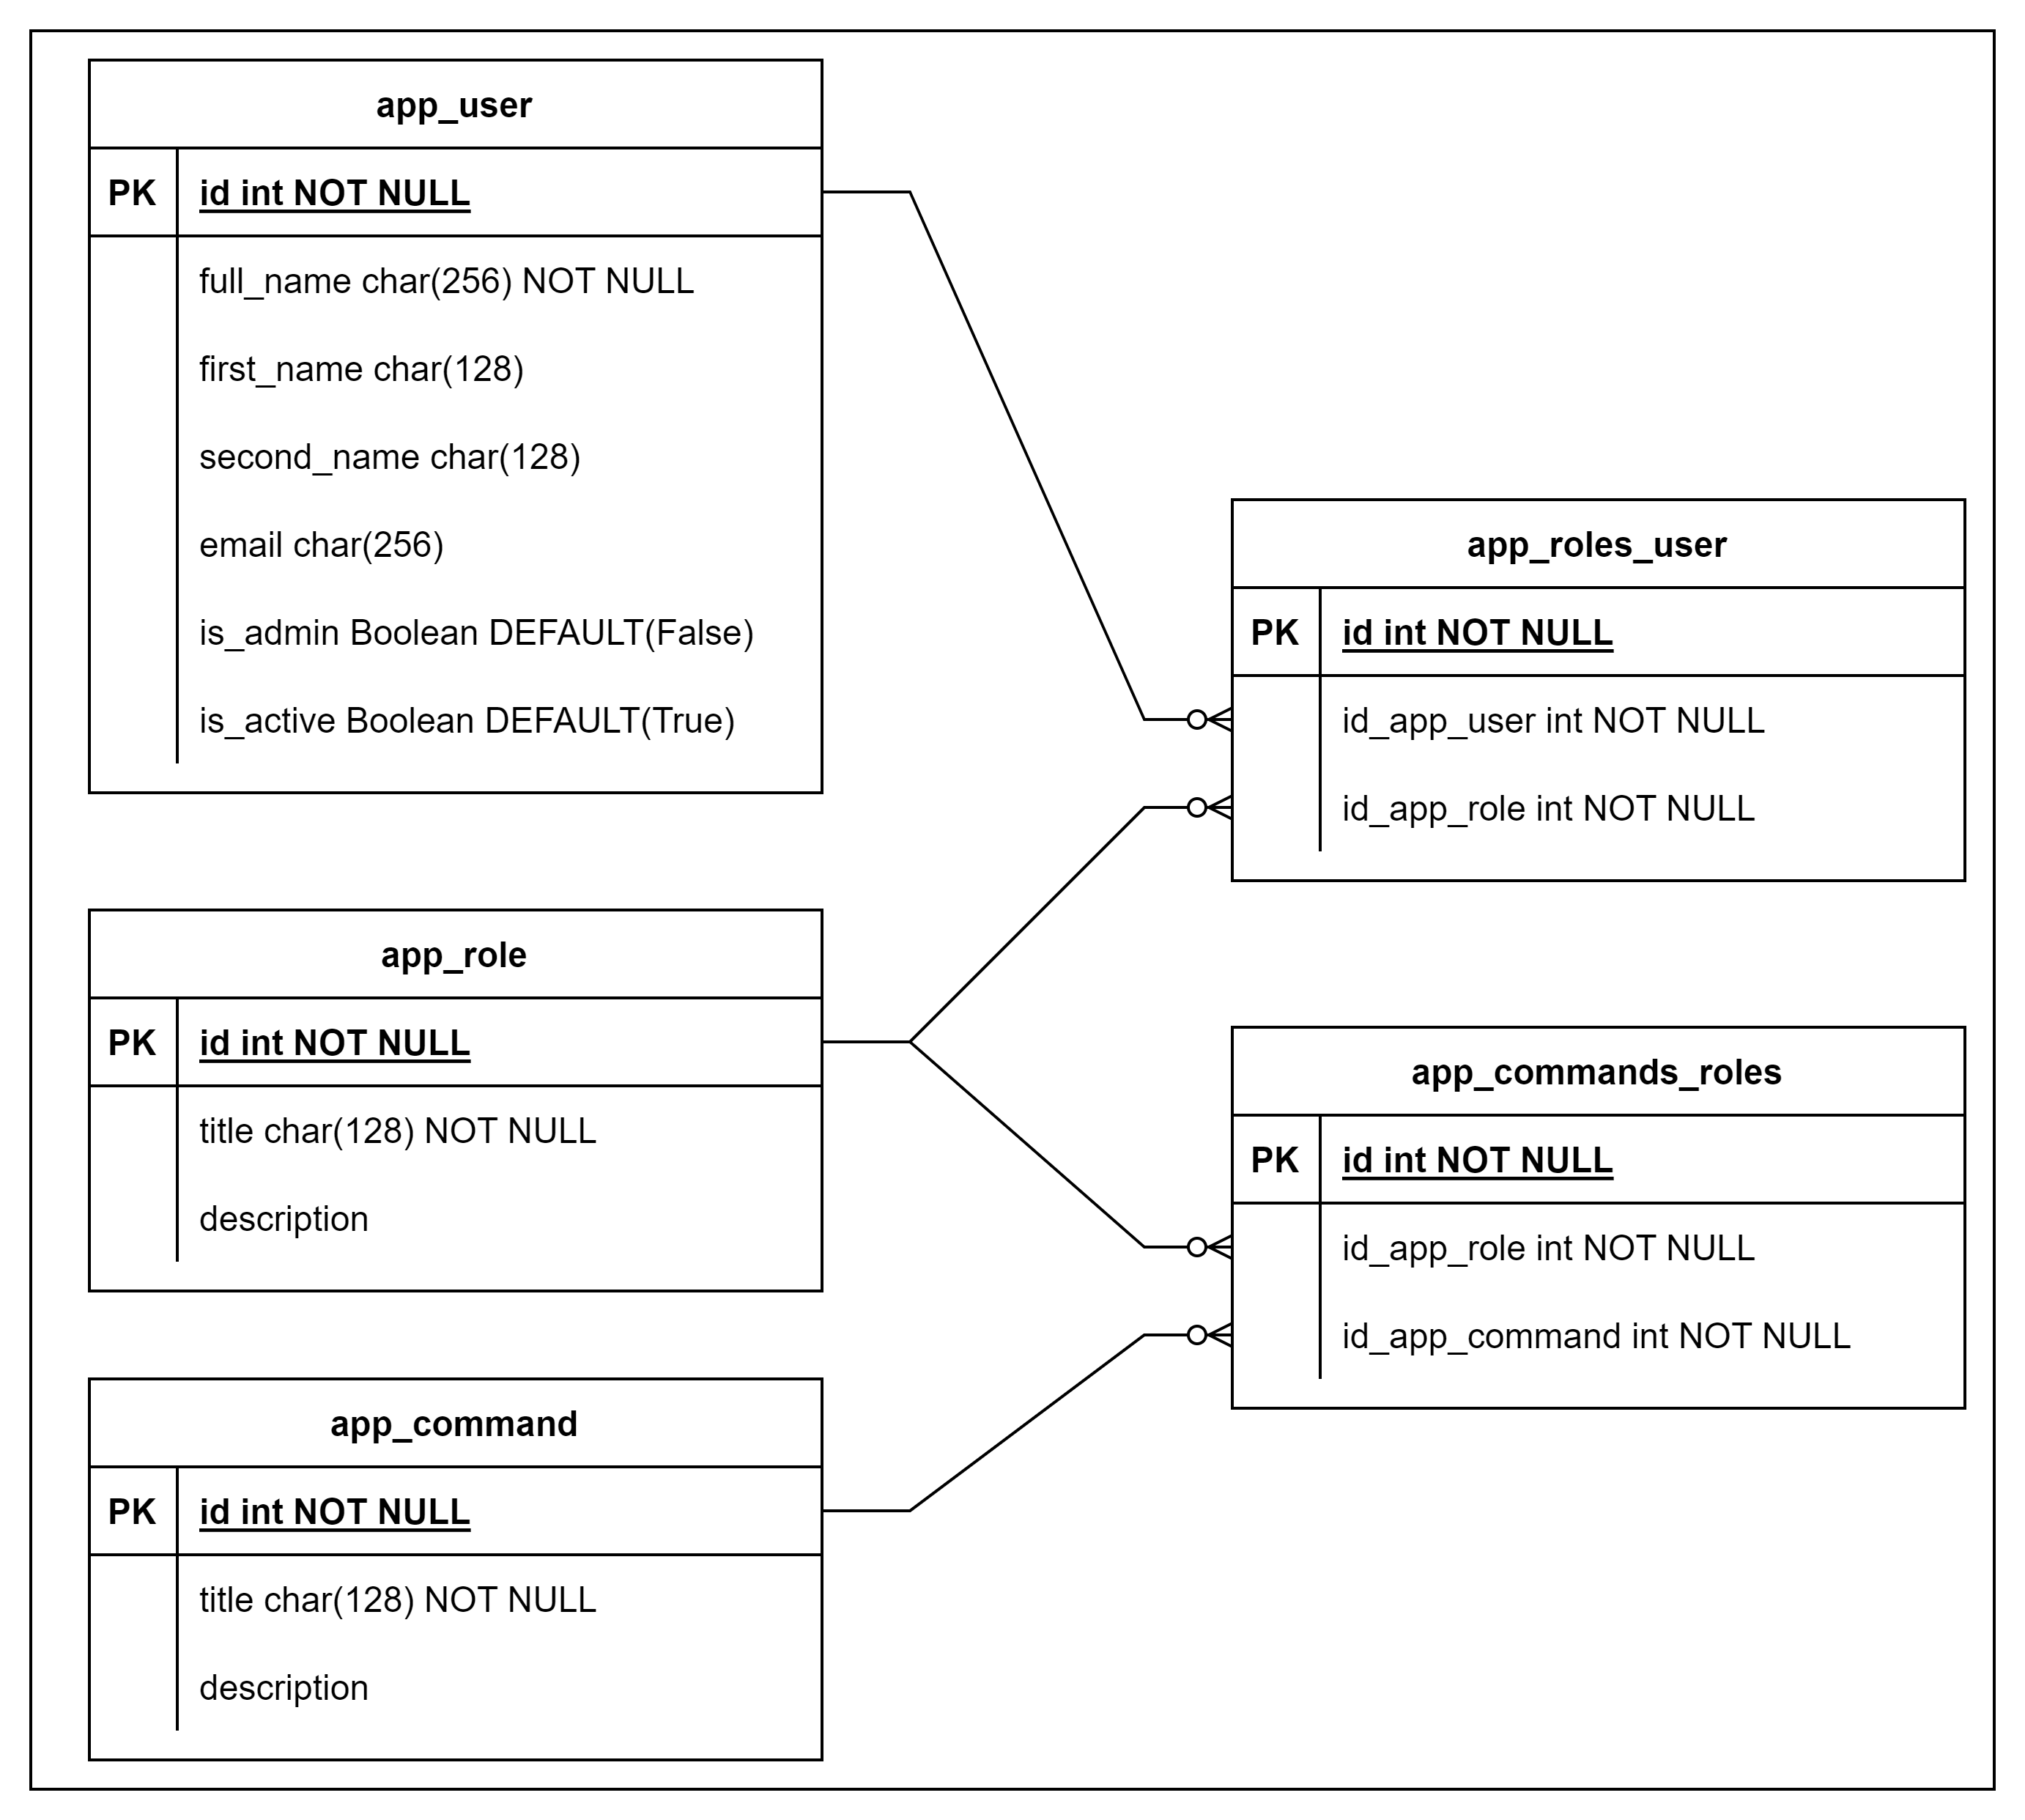 app_user
PK id int NOT NULL
full_name char(256) NOT NULL
first_name char(128)
second_name char(128)
email char(256)
is_admin Boolean DEFAULT(False)
is_active Boolean DEFAULT(True)
app_role
PK id int NOT NULL
title char(128) NOT NULL
description
app_command
PK id int NOT NULL
title char(128) NOT NULL
description
app_roles_user
PK id int NOT NULL
id_app_user int NOT NULL
id_app_role int NOT NULL
app_commands_roles
PK id int NOT NULL
id_app_role int NOT NULL
id_app_command int NOT NULL